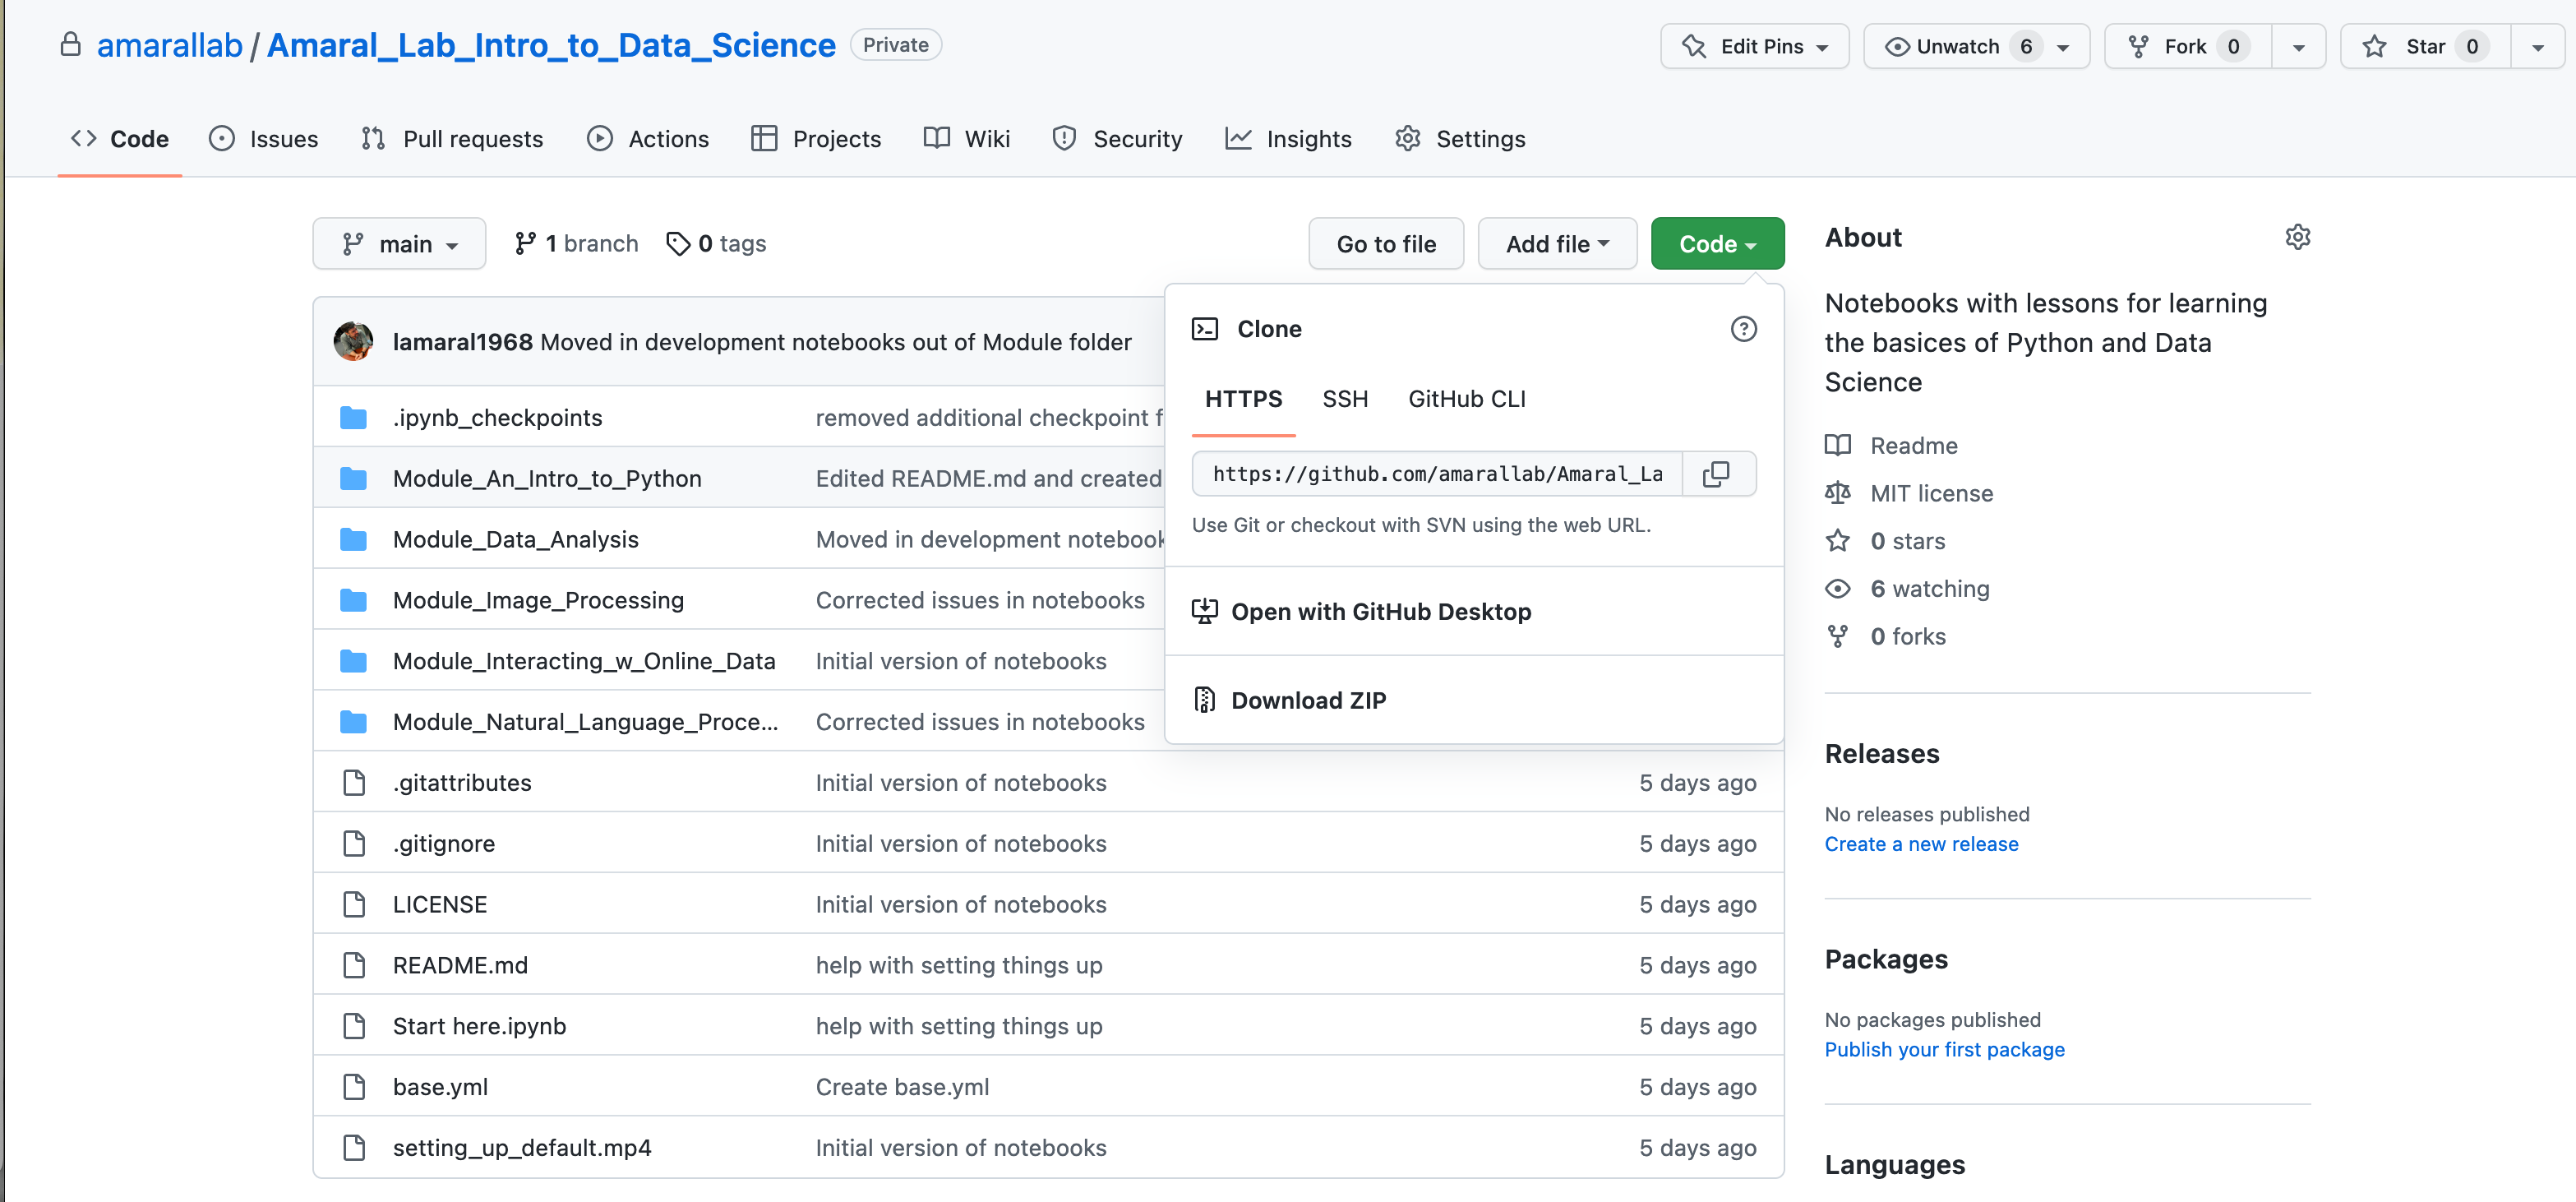 amarallab / Amaral_Lab_Intro_to_Data_Science Private
Edit Pins Unwatch 6 Fork 0 Star 0
Code Issues Pull requests Actions Projects Wiki Security Insights Settings
main 1 branch 0 tags Go to file Add file Code
lamaral1968 Moved in development notebooks out of Module folder
.ipynb_checkpoints removed additional checkpoint f
Module_An_Intro_to_Python Edited README.md and created
Module_Data_Analysis Moved in development notebook
Module_Image_Processing Corrected issues in notebooks
Module_Interacting_w_Online_Data Initial version of notebooks
Module_Natural_Language_Proce... Corrected issues in notebooks
.gitattributes Initial version of notebooks 5 days ago
.gitignore Initial version of notebooks 5 days ago
LICENSE Initial version of notebooks 5 days ago
README.md help with setting things up 5 days ago
Start here.ipynb help with setting things up 5 days ago
base.yml Create base.yml 5 days ago
setting_up_default.mp4 Initial version of notebooks 5 days ago
Clone
HTTPS SSH GitHub CLI
https://github.com/amarallab/Amaral_La
Use Git or checkout with SVN using the web URL.
Open with GitHub Desktop
Download ZIP
About
Notebooks with lessons for learning
the basices of Python and Data
Science
Readme
MIT license
0 stars
6 watching
0 forks
Releases
No releases published
Create a new release
Packages
No packages published
Publish your first package
Languages